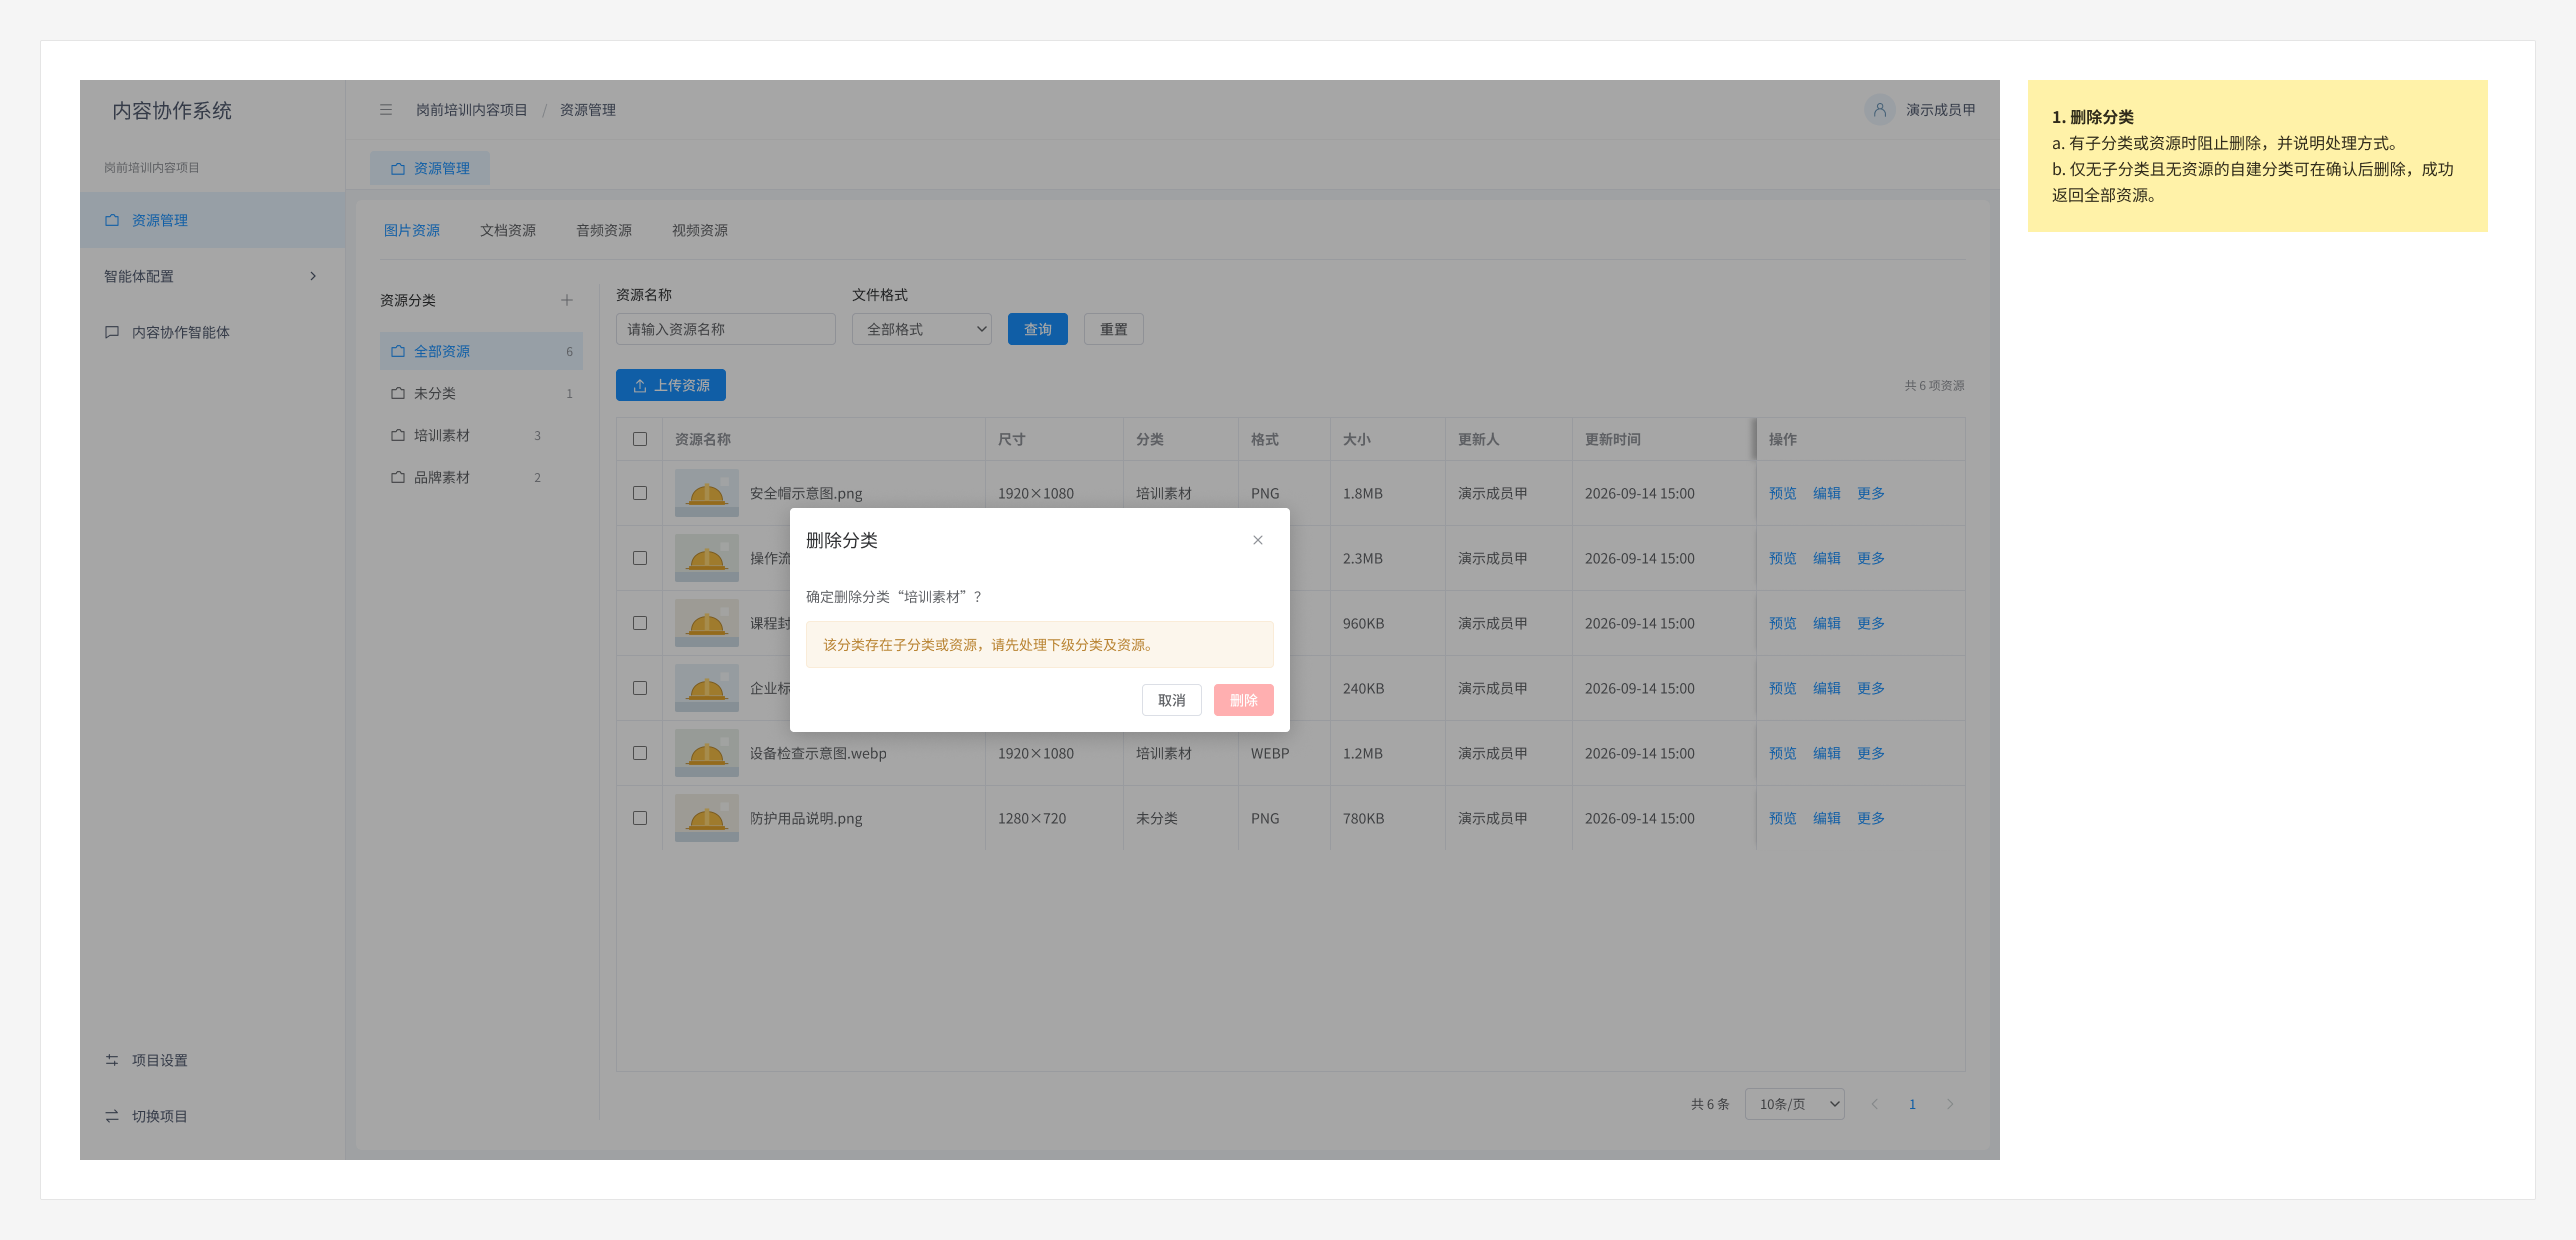 内容协作系统
岗前培训内容项目
资源管理
智能体配置
内容协作智能体
项目设置
切换项目
岗前培训内容项目 / 资源管理
演示成员甲
资源管理
图片资源 文档资源 音频资源 视频资源
资源分类
全部资源 6
未分类 1
培训素材 3
品牌素材 2
资源名称 文件格式
请输入资源名称 全部格式 查询 重置
上传资源 共 6 项资源
资源名称 尺寸 分类 格式 大小 更新人 更新时间 操作
安全帽示意图.png 1920×1080 培训素材 PNG 1.8MB 演示成员甲 2026-09-14 15:00 预览 编辑 更多
操作流 2.3MB 演示成员甲 2026-09-14 15:00 预览 编辑 更多
课程封 960KB 演示成员甲 2026-09-14 15:00 预览 编辑 更多
企业标 240KB 演示成员甲 2026-09-14 15:00 预览 编辑 更多
设备检查示意图.webp 1920×1080 培训素材 WEBP 1.2MB 演示成员甲 2026-09-14 15:00 预览 编辑 更多
防护用品说明.png 1280×720 未分类 PNG 780KB 演示成员甲 2026-09-14 15:00 预览 编辑 更多
共 6 条 10条/页 1
删除分类
确定删除分类“培训素材”？
该分类存在子分类或资源，请先处理下级分类及资源。
取消 删除
1. 删除分类
a. 有子分类或资源时阻止删除，并说明处理方式。
b. 仅无子分类且无资源的自建分类可在确认后删除，成功
返回全部资源。